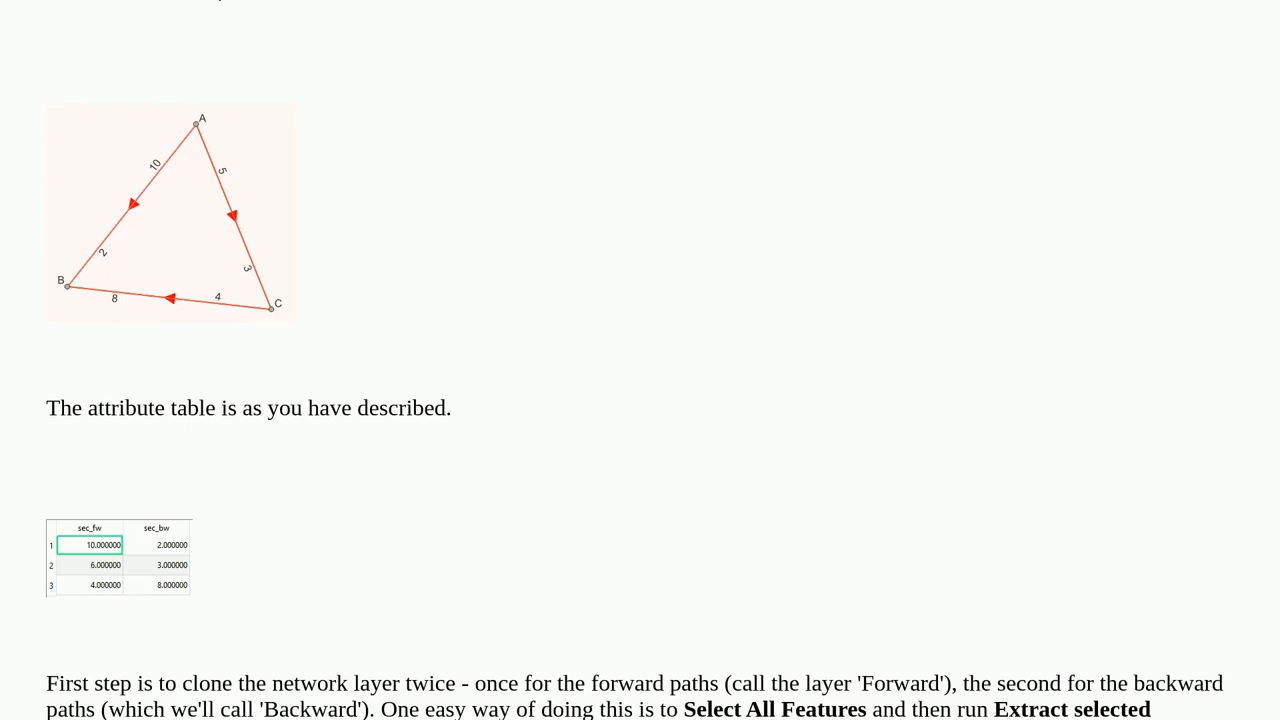 A
10
5
2
3
B
8
4
C
The attribute table is as you have described.
sec_fw sec_bw
1 10.000000 2.000000
2 6.000000 3.000000
3 4.000000 8.000000
First step is to clone the network layer twice - once for the forward paths (call the layer 'Forward'), the second for the backward
paths (which we'll call 'Backward'). One easy way of doing this is to Select All Features and then run Extract selected